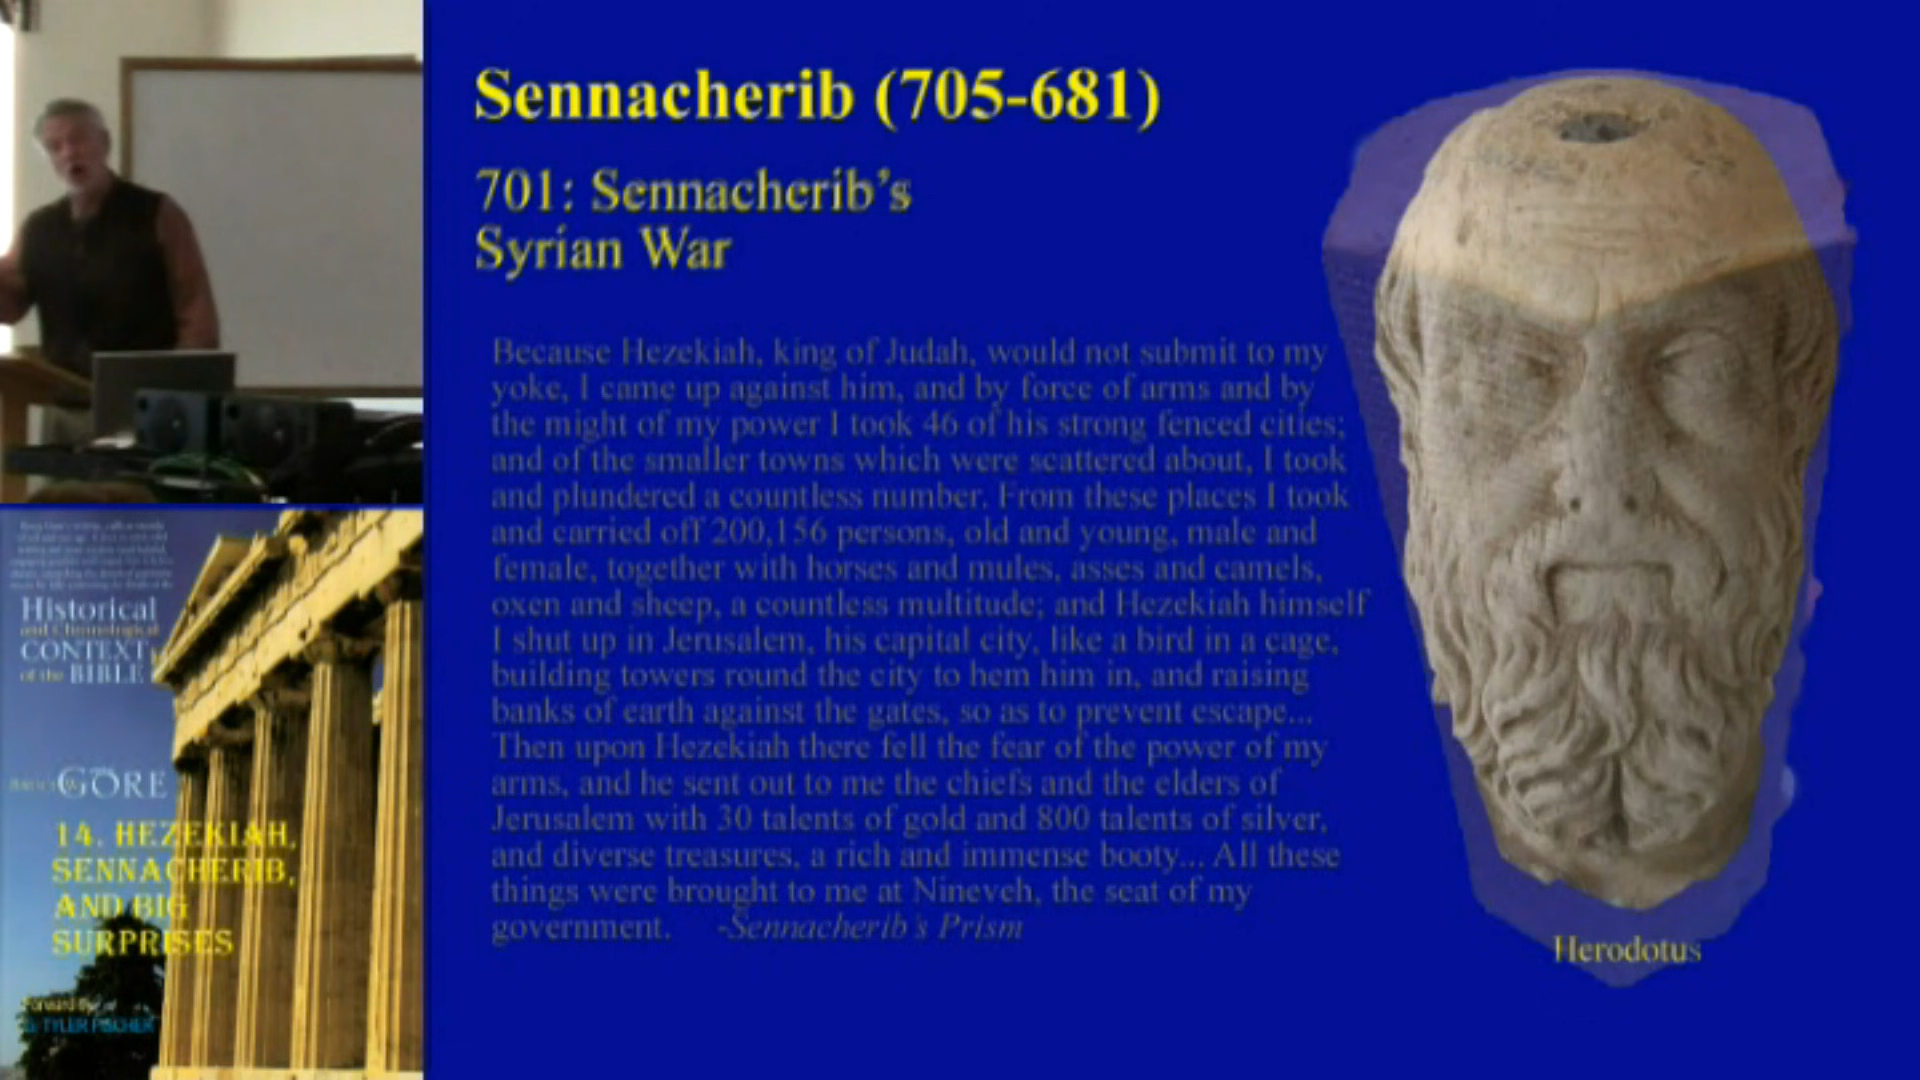 Sennacherib (705-681)
701: Sennacherib's
Syrian War
Because Hezekiah, king of Judah, would not submit to my
yoke, I came up against him, and by force of arms and by
the might of my power I took 46 of his strong fenced cities;
and of the smaller towns which were scattered about, I took
and plundered a countless number. From these places I took
and carried off 200,156 persons, old and young, male and
female, together with horses and mules, asses and camels,
oxen and sheep, a countless multitude; and Hezekiah himself
I shut up in Jerusalem, his capital city, like a bird in a cage,
building towers round the city to hem him in, and raising
banks of earth against the gates, so as to prevent escape...
Then upon Hezekiah there fell the fear of the power of my
arms, and he sent out to me the chiefs and the elders of
Jerusalem with 30 talents of gold and 800 talents of silver,
and diverse treasures, a rich and immense booty... All these
things were brought to me at Nineveh, the seat of my
government. -Sennacherib's Prism
Herodotus
Historical
and Chronological
CONTEXT
of the BIBLE
GORE
14. HEZEKIAH,
SENNACHERIB,
AND BIG
SURPRISES
Forward By
TYLER FISCHER